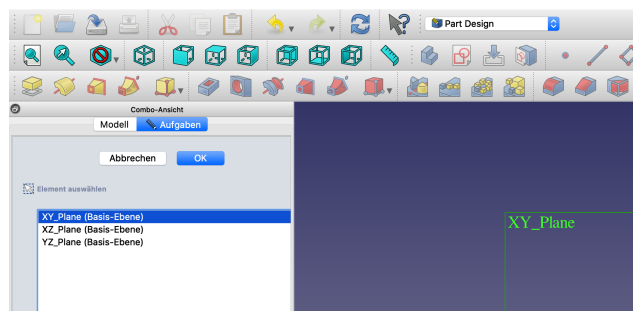 Part Design
Combo-Ansicht
Modell
Aufgaben
Abbrechen
OK
Element auswählen
XY_Plane (Basis-Ebene)
XZ_Plane (Basis-Ebene)
YZ_Plane (Basis-Ebene)
XY_Plane